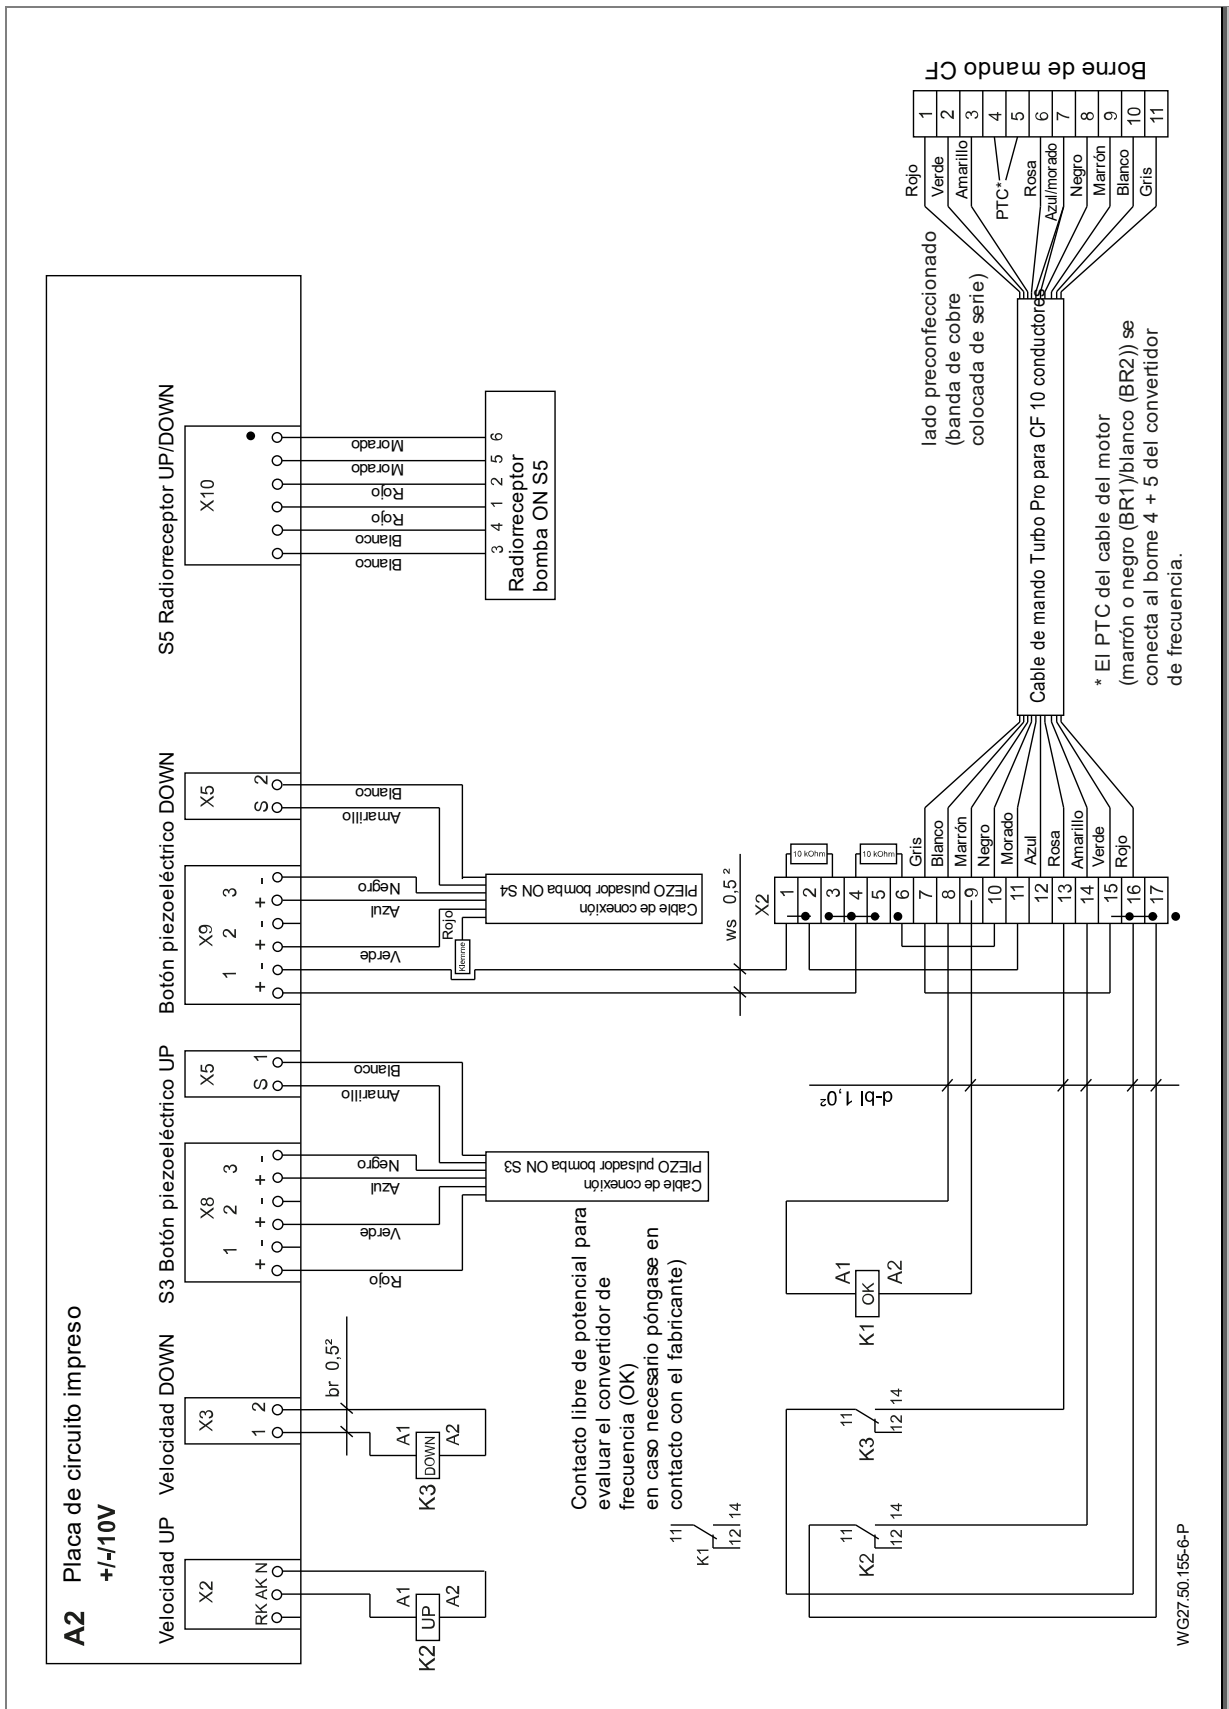 A2 Placa de circuito impreso
+/-/10V
Velocidad UP
X2
RK AK N
A1
K2 UP
A2
Velocidad DOWN
X3
1 2
br 0,5²
A1
K3 DOWN
A2
S3 Botón piezoeléctrico UP
X8
1 2 3
+ - + - + -
Rojo
Verde
Azul
Negro
X5
S 1
Amarillo
Blanco
Cable de conexión
PIEZO pulsador bomba ON S3
Botón piezoeléctrico DOWN
X9
1 2 3
+ - + - + -
Verde
Azul
Negro
Rojo
Klemme
X5
S 2
Amarillo
Blanco
Cable de conexión
PIEZO pulsador bomba ON S4
S5 Radiorreceptor UP/DOWN
X10
Blanco
Blanco
Rojo
Rojo
Morado
Morado
3 4 1 2 5 6
Radiorreceptor
bomba ON S5
Contacto libre de potencial para
evaluar el convertidor de
frecuencia (OK)
en caso necesario póngase en
contacto con el fabricante)
11
K1
12 14
ws 0,5²
X2
1
2
3
4
5
6
7
8
9
10
11
12
13
14
15
16
17
10 kOhm
10 kOhm
Gris
Blanco
Marrón
Negro
Morado
Azul
Rosa
Amarillo
Verde
Rojo
d-bl 1,0²
A1
K1 OK
A2
11
K3
12 14
11
K2
12 14
Cable de mando Turbo Pro para CF 10 conductores
lado preconfeccionado
(banda de cobre
colocada de serie)
Rojo
Verde
Amarillo
PTC*
Rosa
Azul/morado
Negro
Marrón
Blanco
Gris
1
2
3
4
5
6
7
8
9
10
11
Borne de mando CF
* El PTC del cable del motor
(marrón o negro (BR1)/blanco (BR2)) se
conecta al borne 4 + 5 del convertidor
de frecuencia.
WG27.50.155-6-P